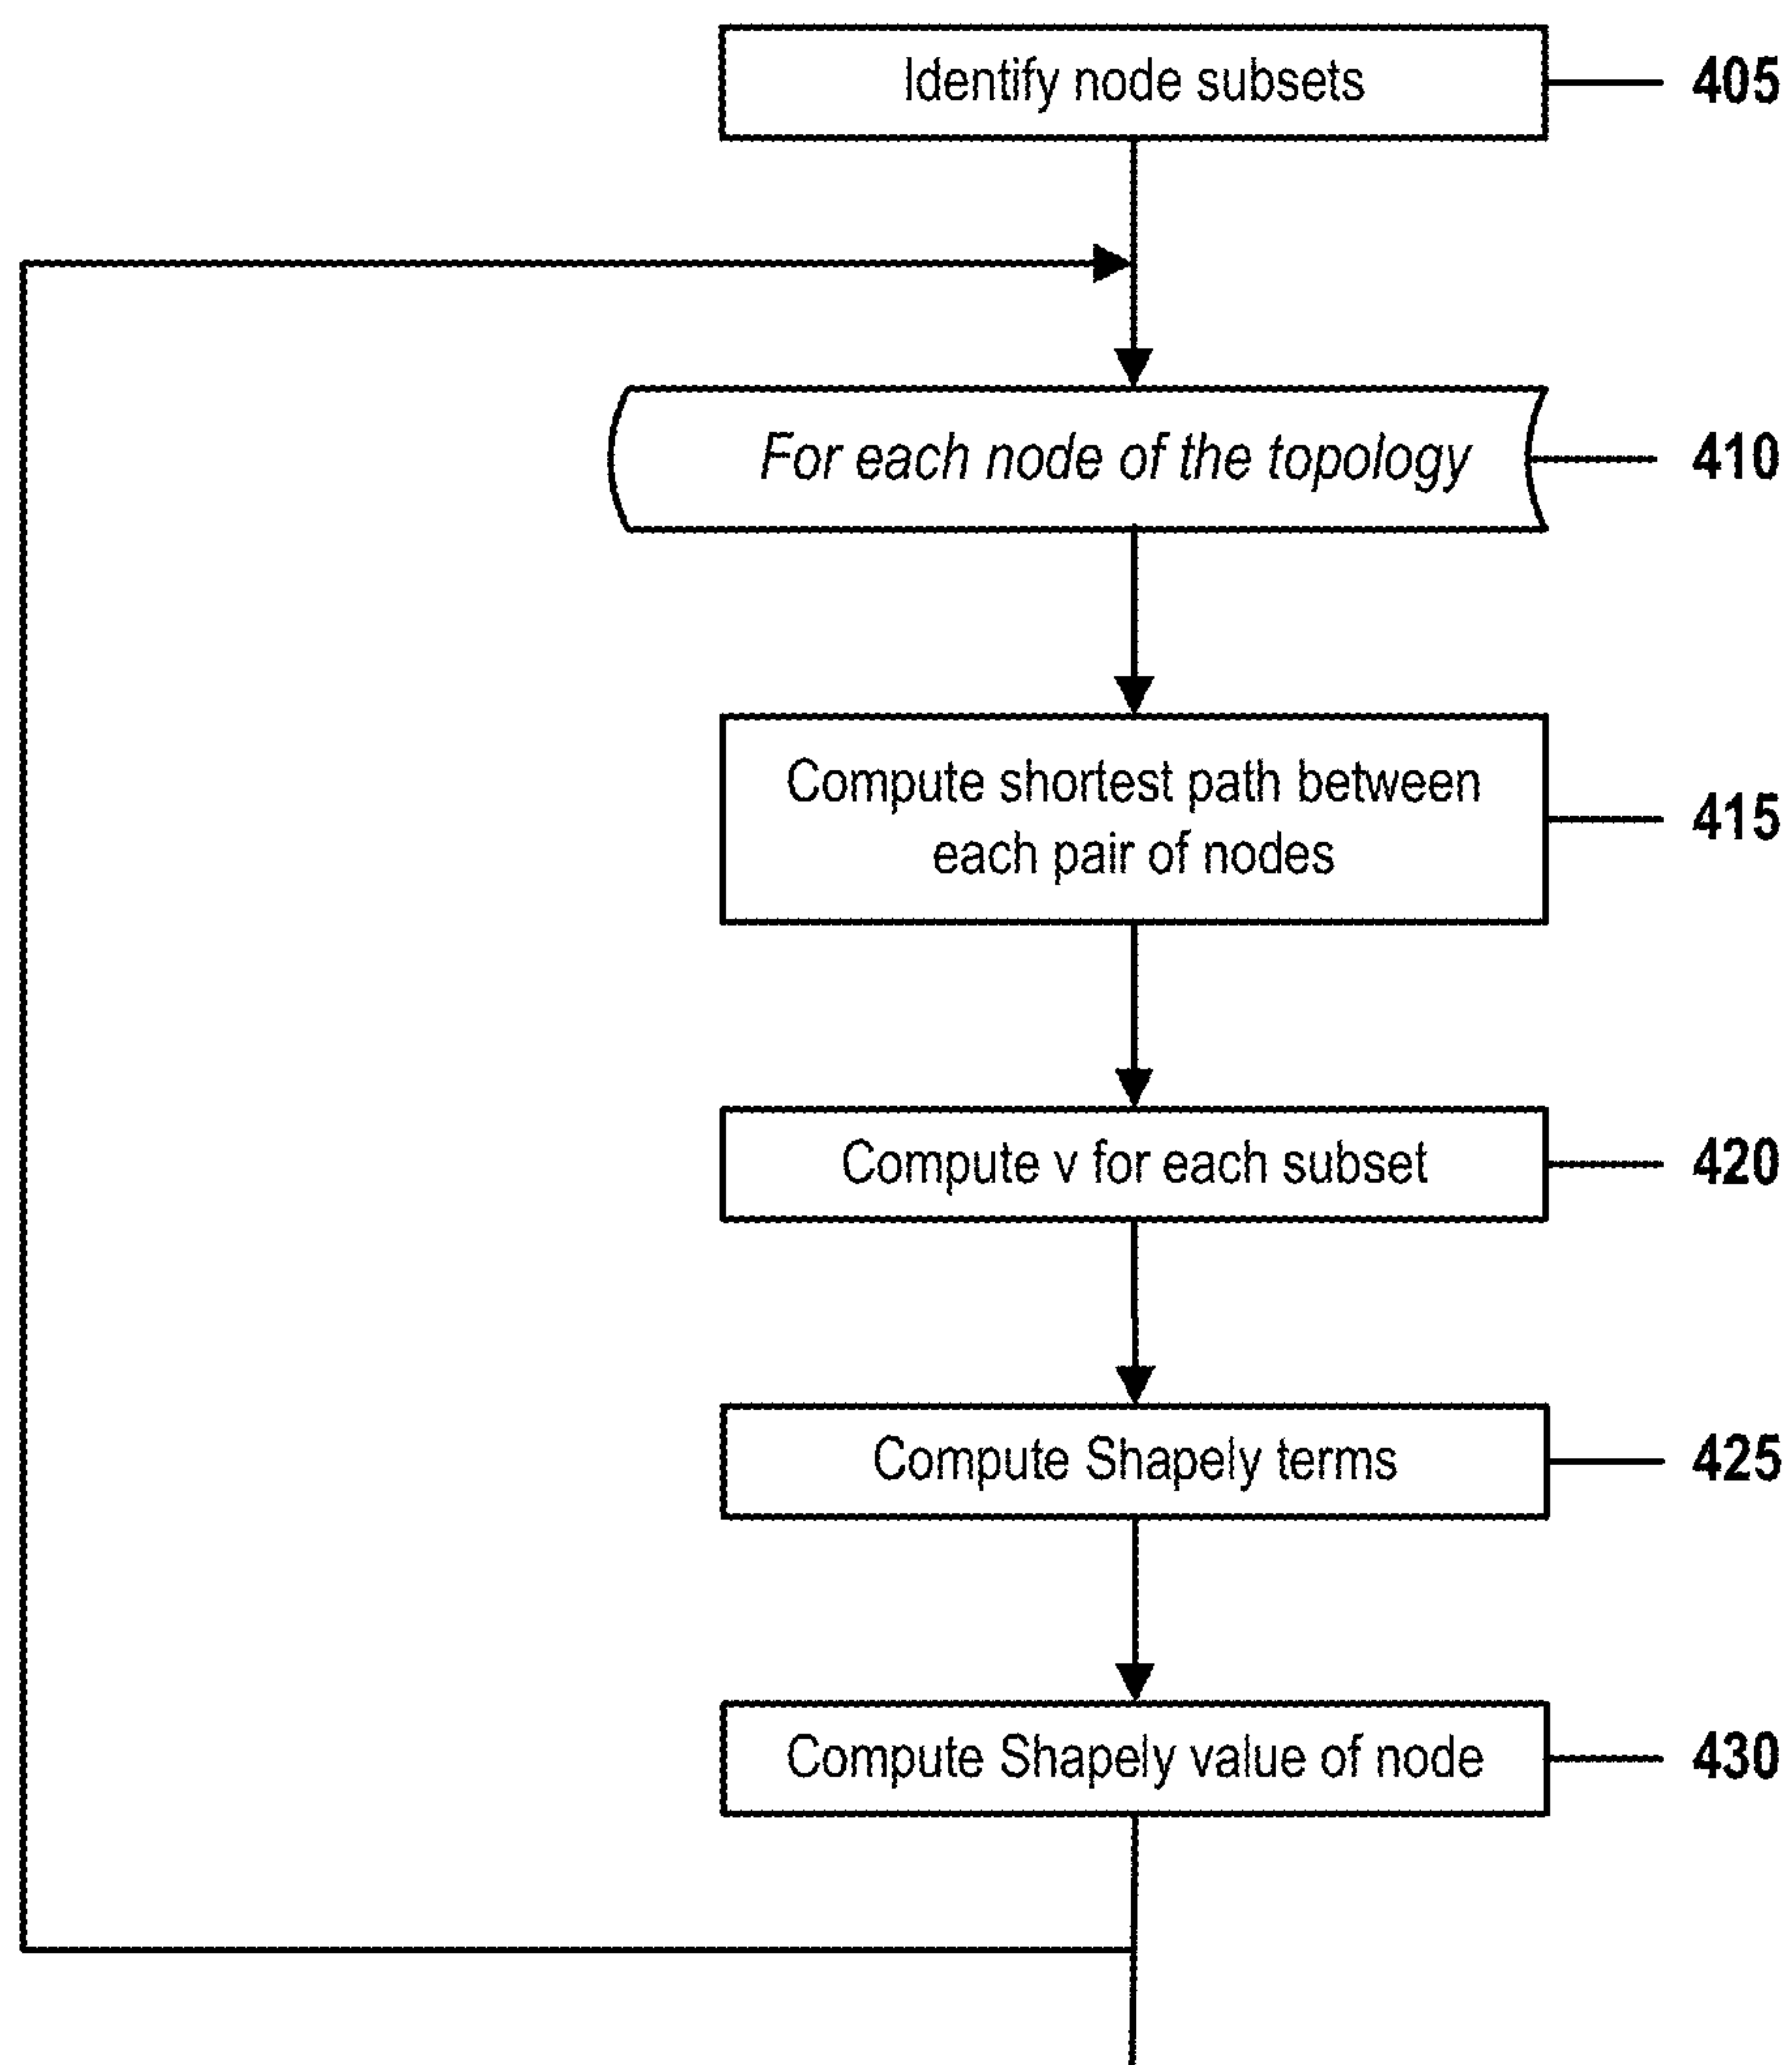 Identify node subsets
405
For each node of the topology
410
Compute shortest path between
each pair of nodes
415
Compute v for each subset
420
Compute Shapely terms
425
Compute Shapely value of node
430